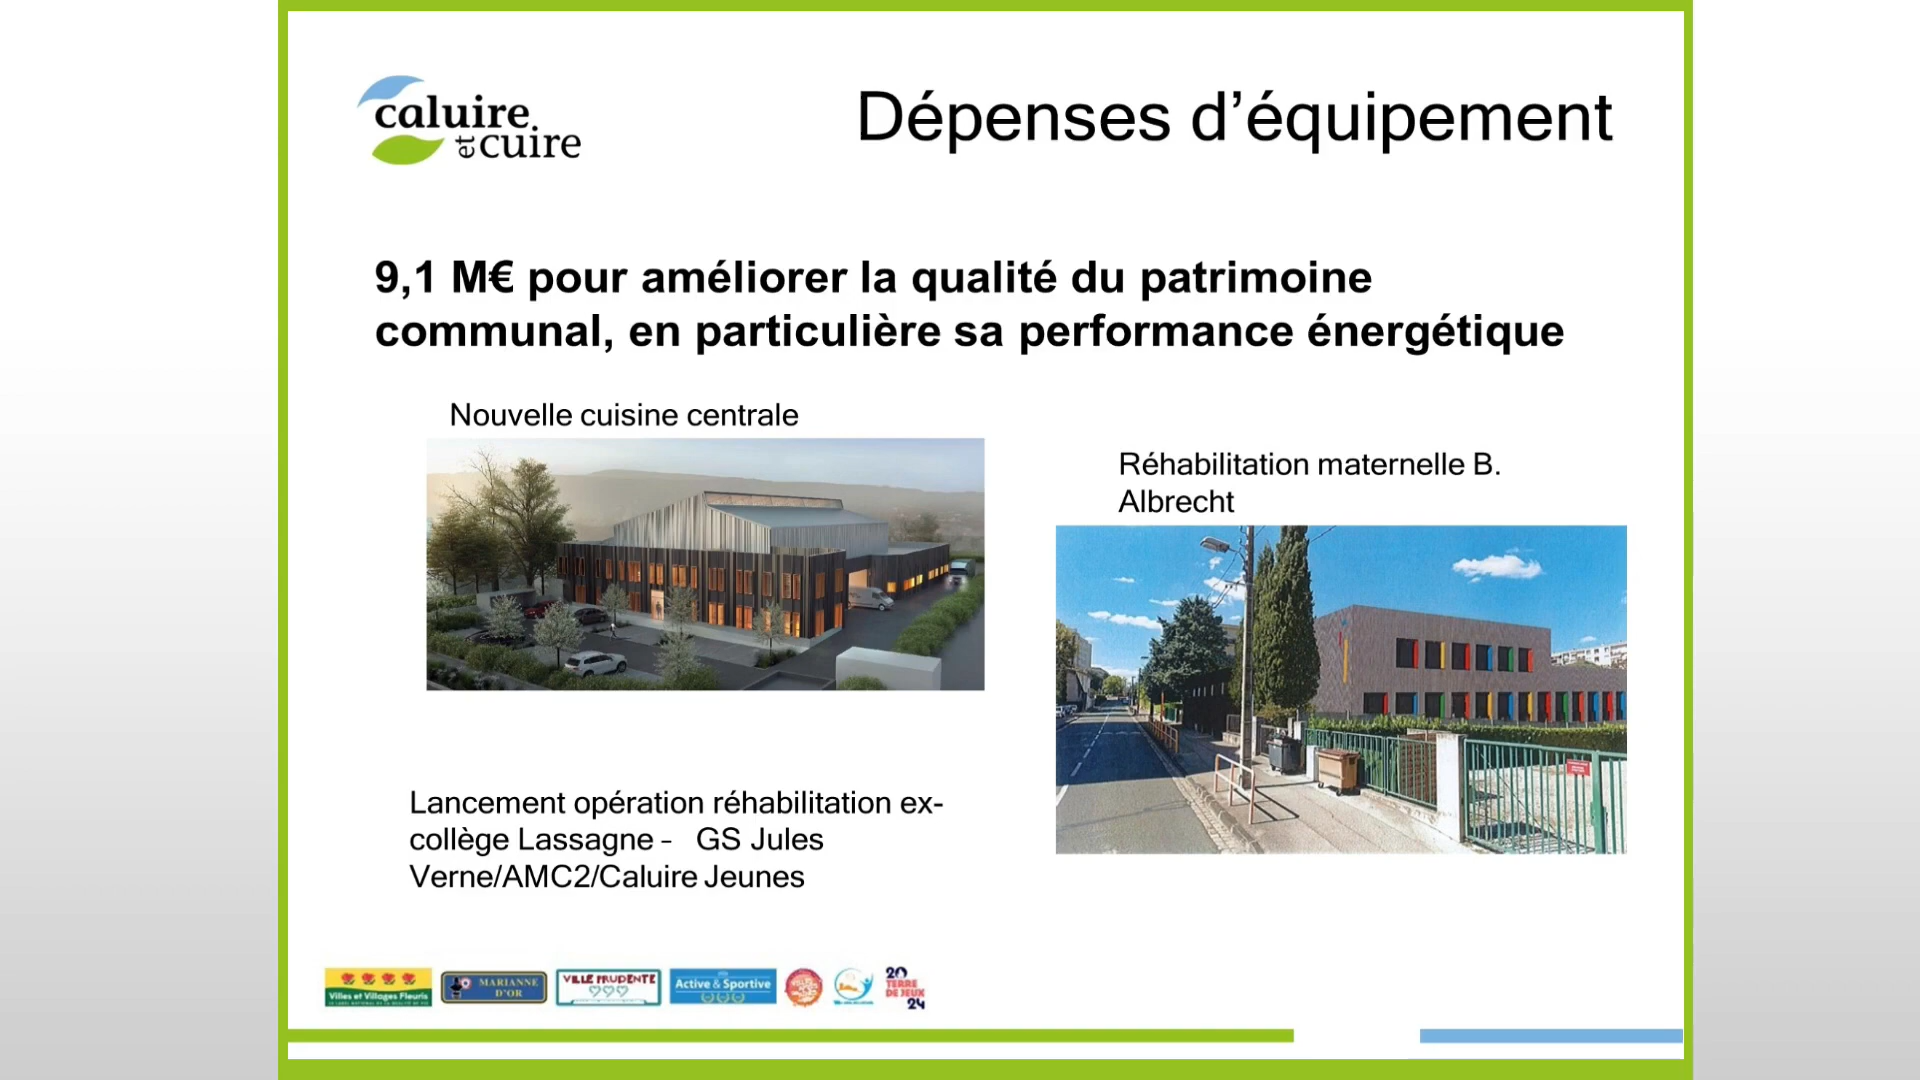 caluire
et cuire
Dépenses d’équipement
9,1 M€ pour améliorer la qualité du patrimoine
communal, en particulière sa performance énergétique
Nouvelle cuisine centrale
Réhabilitation maternelle B.
Albrecht
Lancement opération réhabilitation ex-
collège Lassagne - GS Jules
Verne/AMC2/Caluire Jeunes
Villes et Villages Fleuris
MARIANNE
D'OR
VILLE PRUDENTE
Active & Sportive
20
TERRE
DE JEUX
24